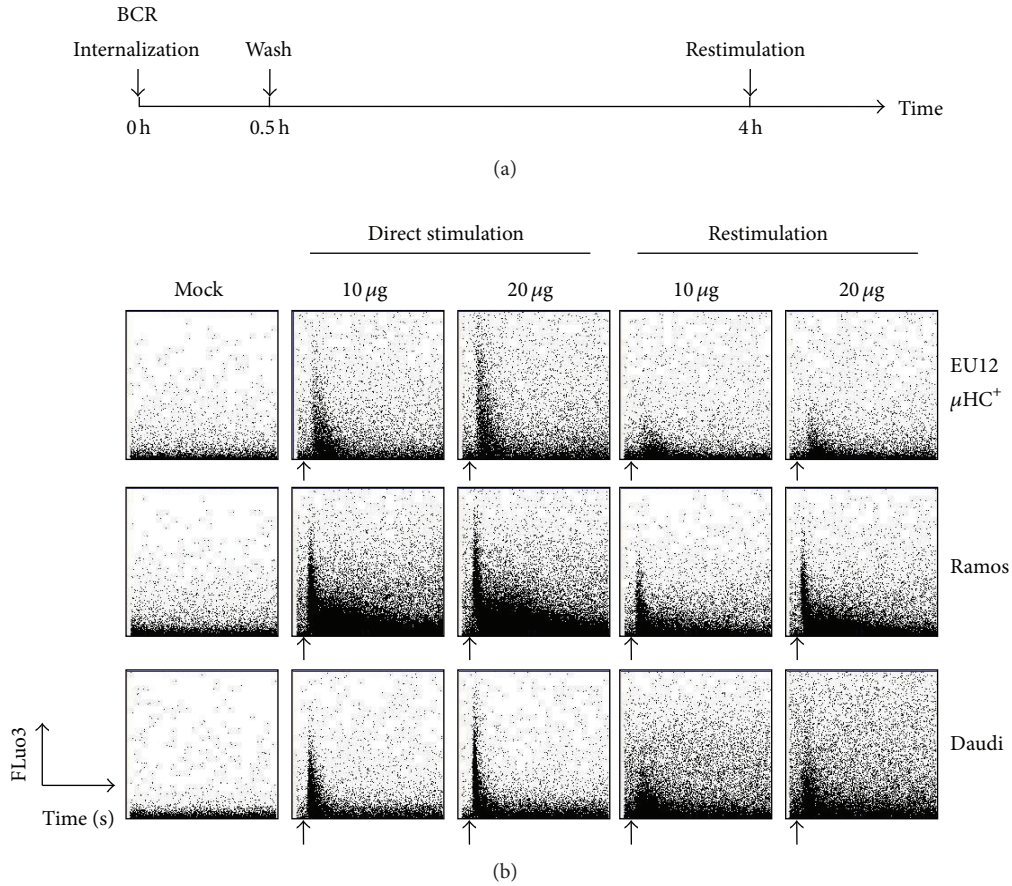 BCR
Internalization Wash Restimulation
Time
0 h 0.5 h 4 h
(a)
Direct stimulation Restimulation
Mock 10 μg 20 μg 10 μg 20 μg
EU12
μHC⁺
Ramos
Daudi
FLuo3
Time (s)
(b)